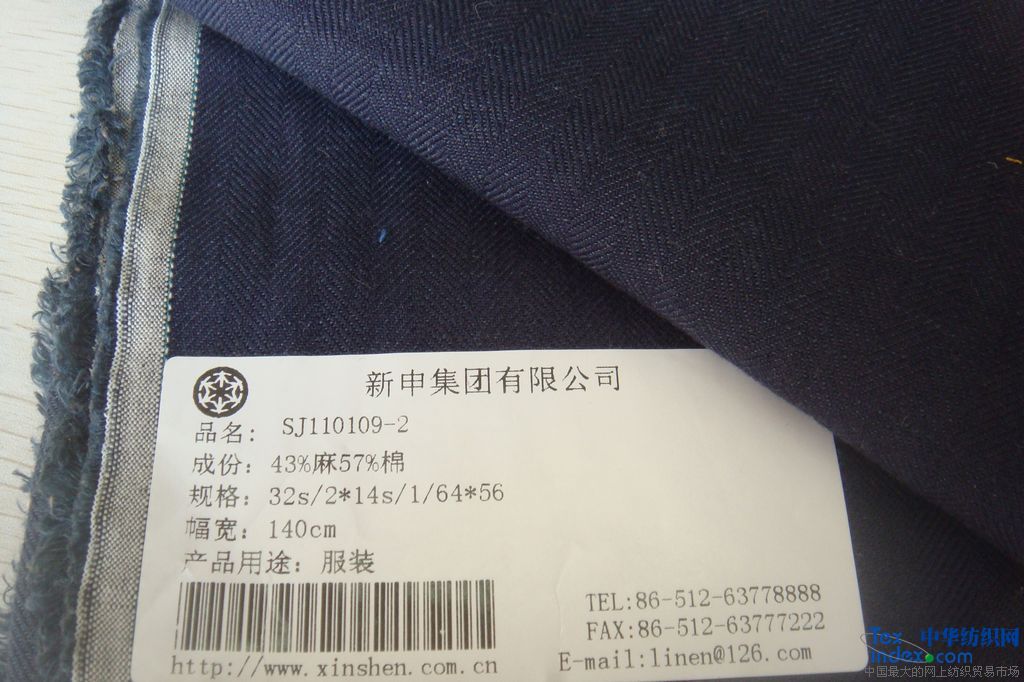 新申集团有限公司
品名: SJ110109-2
成份: 43%麻57%棉
规格: 32s/2*14s/1/64*56
幅宽: 140cm
产品用途: 服装
TEL:86-512-63778888
FAX:86-512-63777222
http://www.xinshen.com.cn
E-mail:linen@126.com
Tex 中华纺织网
Index.com
中国最大的网上纺织贸易市场